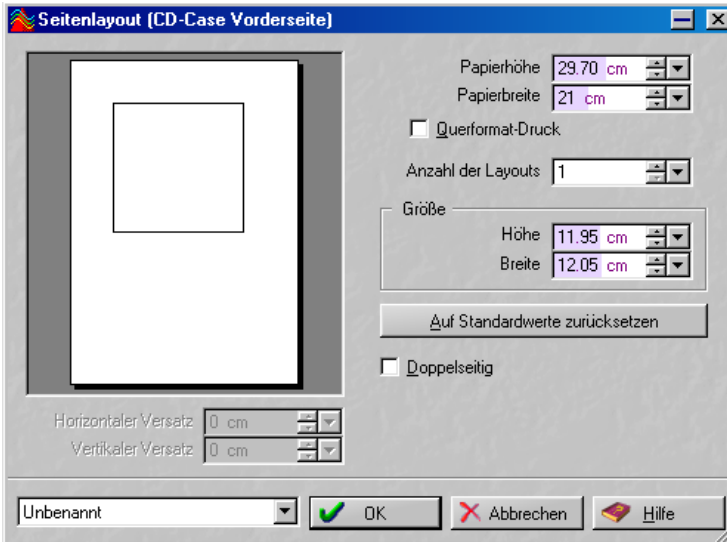 Seitenlayout (CD-Case Vorderseite)
Papierhöhe 29.70 cm
Papierbreite 21 cm
Querformat-Druck
Anzahl der Layouts 1
Größe
Höhe 11.95 cm
Breite 12.05 cm
Auf Standardwerte zurücksetzen
Doppelseitig
Horizontaler Versatz 0 cm
Vertikaler Versatz 0 cm
Unbenannt OK Abbrechen Hilfe